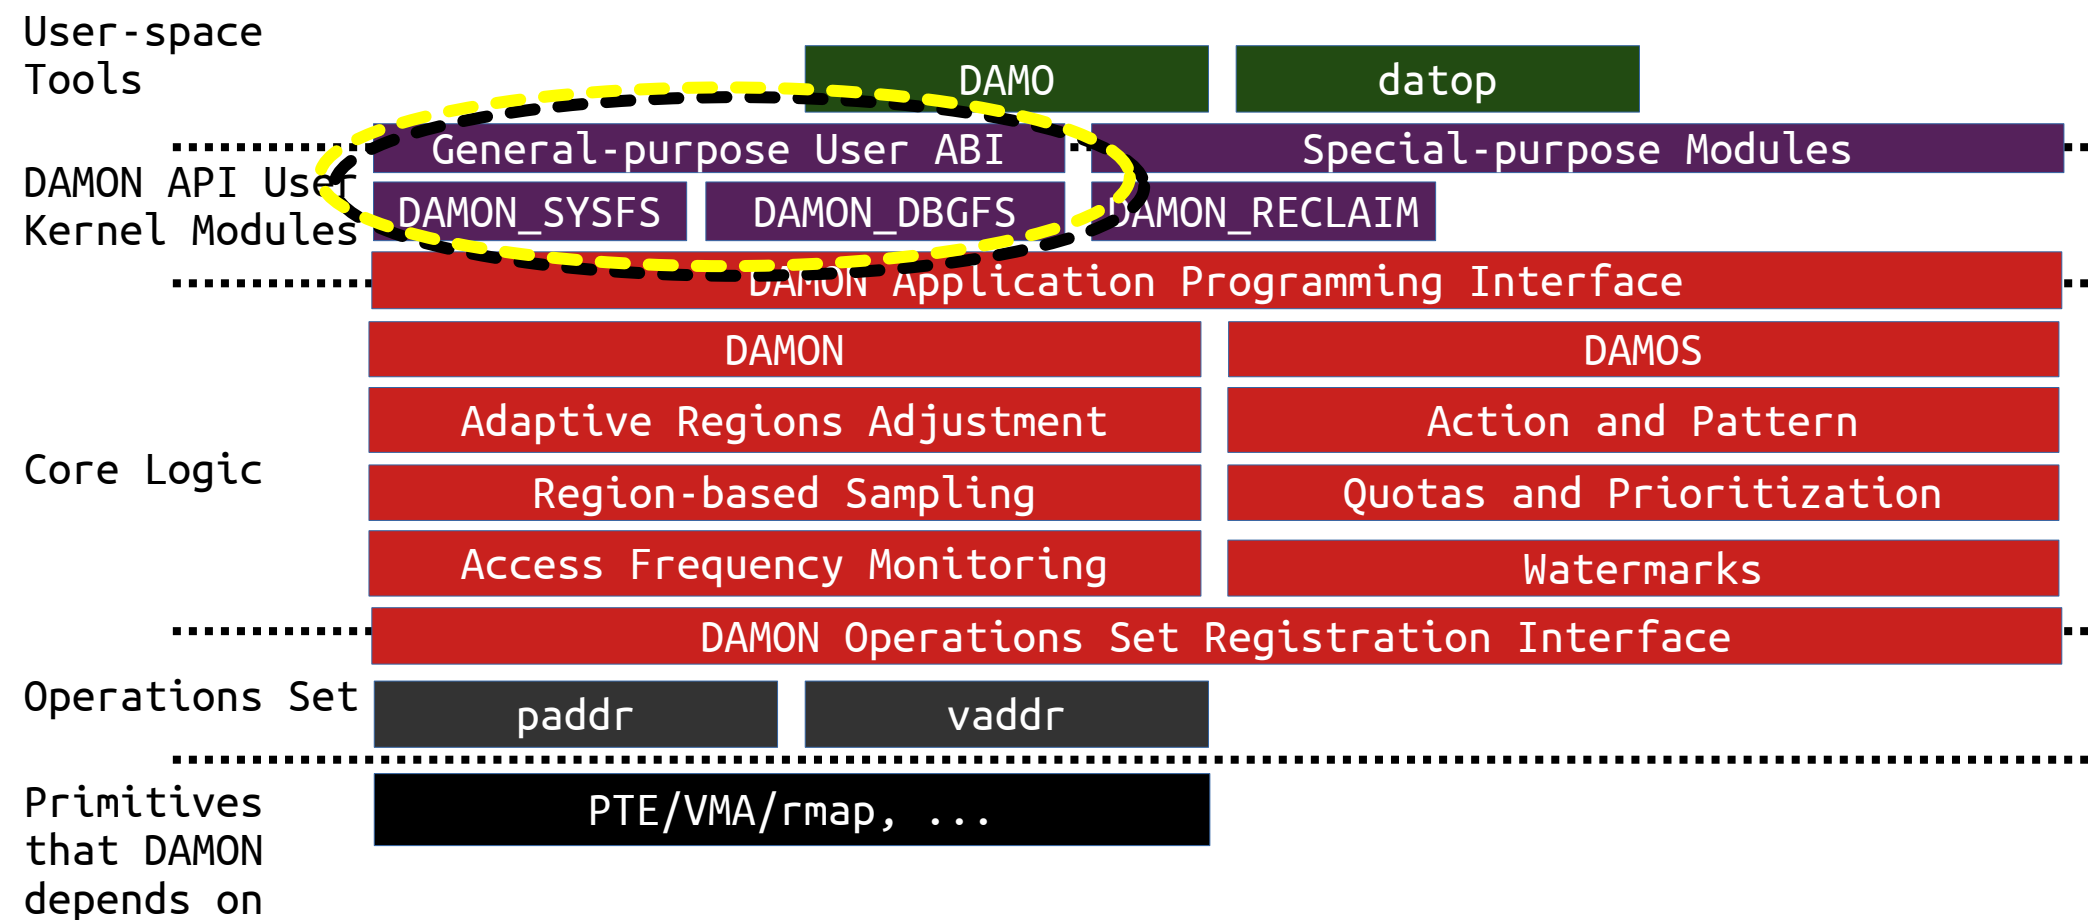 User-space
Tools
DAMO
datop
General-purpose User ABI
Special-purpose Modules
DAMON API User
Kernel Modules
DAMON_SYSFS
DAMON_DBGFS
DAMON_RECLAIM
DAMON Application Programming Interface
DAMON
DAMOS
Adaptive Regions Adjustment
Action and Pattern
Core Logic
Region-based Sampling
Quotas and Prioritization
Access Frequency Monitoring
Watermarks
DAMON Operations Set Registration Interface
Operations Set
paddr
vaddr
PTE/VMA/rmap, ...
Primitives
that DAMON
depends on